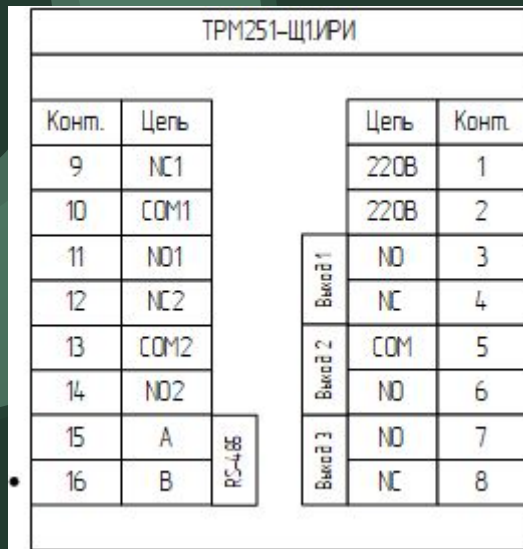 ТРМ251-Щ1.ИРИ
Конт. Цепь Цепь Конт.
9 NC1 220В 1
10 COM1 220В 2
11 NO1 Выход 1 NO 3
12 NC2 NC 4
13 COM2 Выход 2 COM 5
14 NO2 NO 6
15 A RS-485 Выход 3 NO 7
16 B NC 8